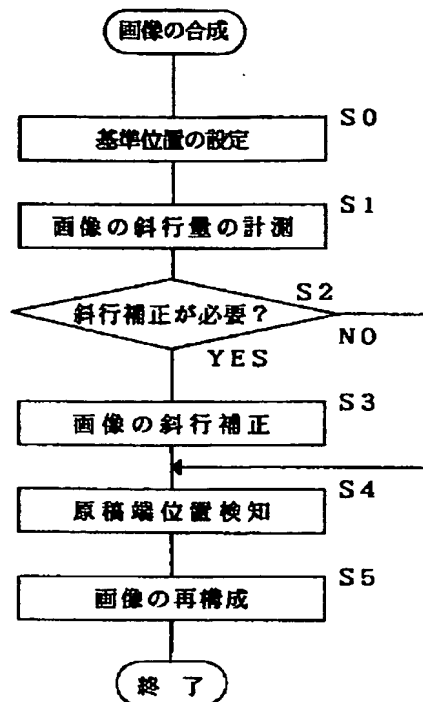 画像の合成
S0
基準位置の設定
S1
画像の斜行量の計測
S2
斜行補正が必要?
NO
YES
S3
画像の斜行補正
S4
原稿端位置検知
S5
画像の再構成
終了